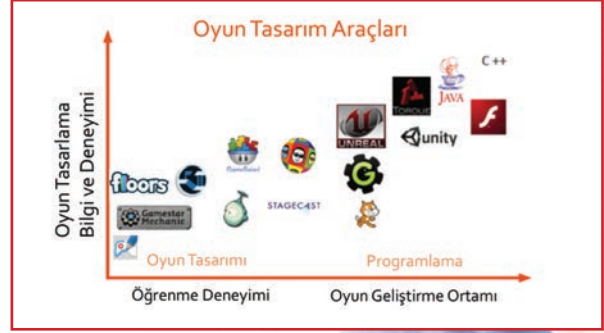 Oyun Tasarım Araçları
Oyun Tasarlama
Bilgi ve Deneyimi
C ++
JAVA
TORQUE
UNREAL
unity
GameSalad
floors
Gamestar
Mechanic
STAGECAST
Oyun Tasarımı
Programlama
Öğrenme Deneyimi
Oyun Geliştirme Ortamı